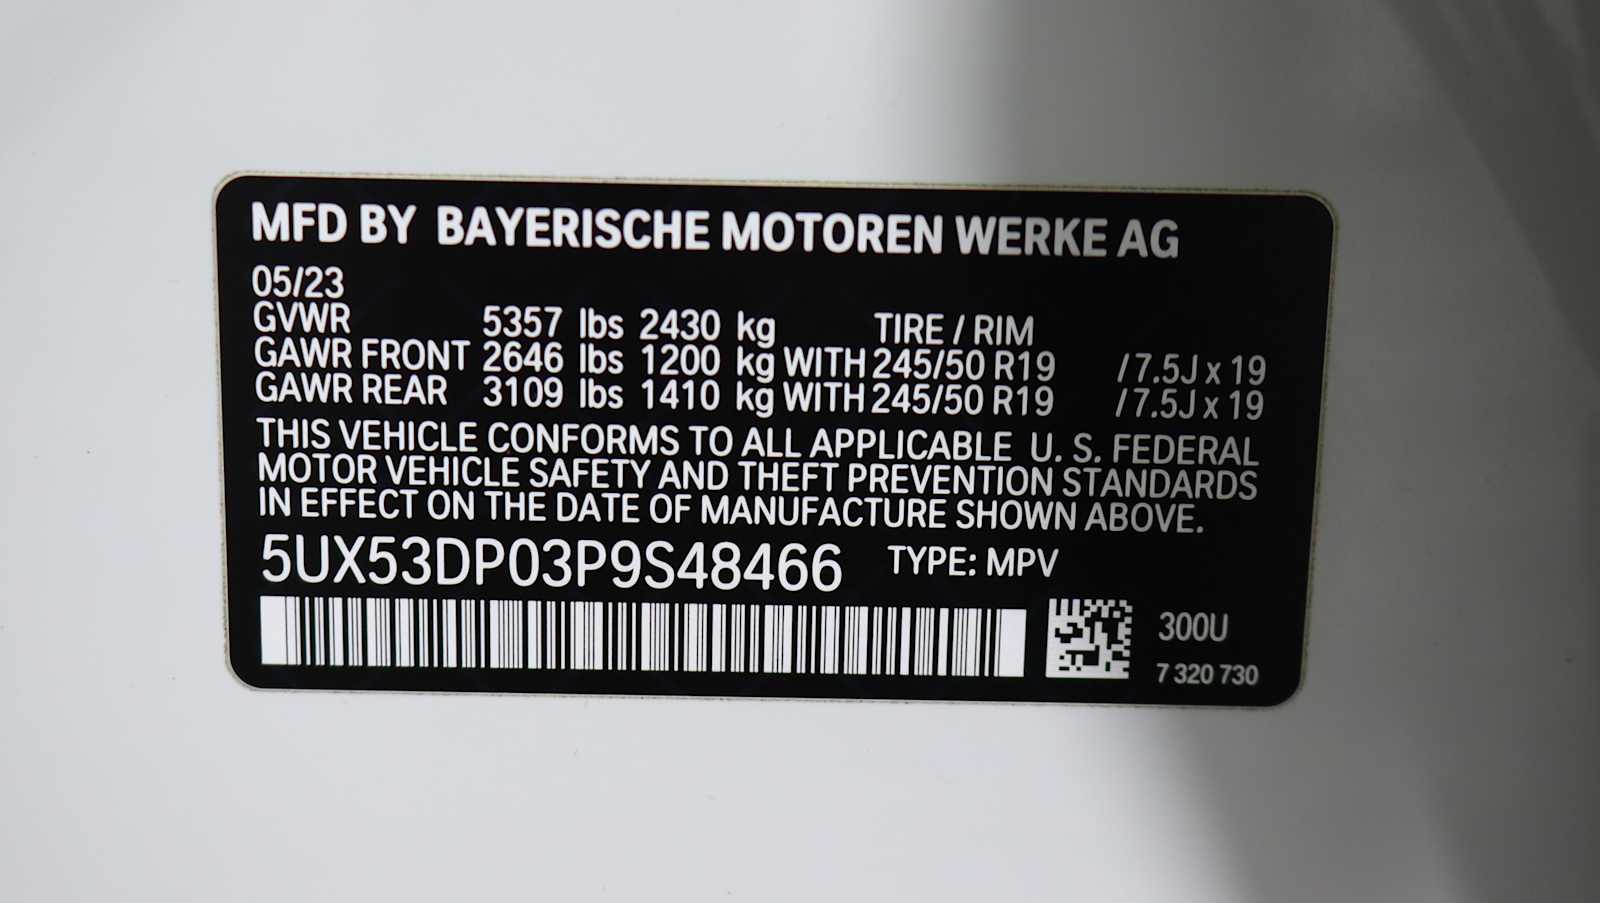 MFD BY BAYERISCHE MOTOREN WERKE AG
05/23
GVWR 5357 lbs 2430 kg TIRE / RIM
GAWR FRONT 2646 lbs 1200 kg WITH 245/50 R19 / 7.5J x 19
GAWR REAR 3109 lbs 1410 kg WITH 245/50 R19 / 7.5J x 19
THIS VEHICLE CONFORMS TO ALL APPLICABLE U. S. FEDERAL
MOTOR VEHICLE SAFETY AND THEFT PREVENTION STANDARDS
IN EFFECT ON THE DATE OF MANUFACTURE SHOWN ABOVE.
5UX53DP03P9S48466 TYPE: MPV
300U
7 320 730